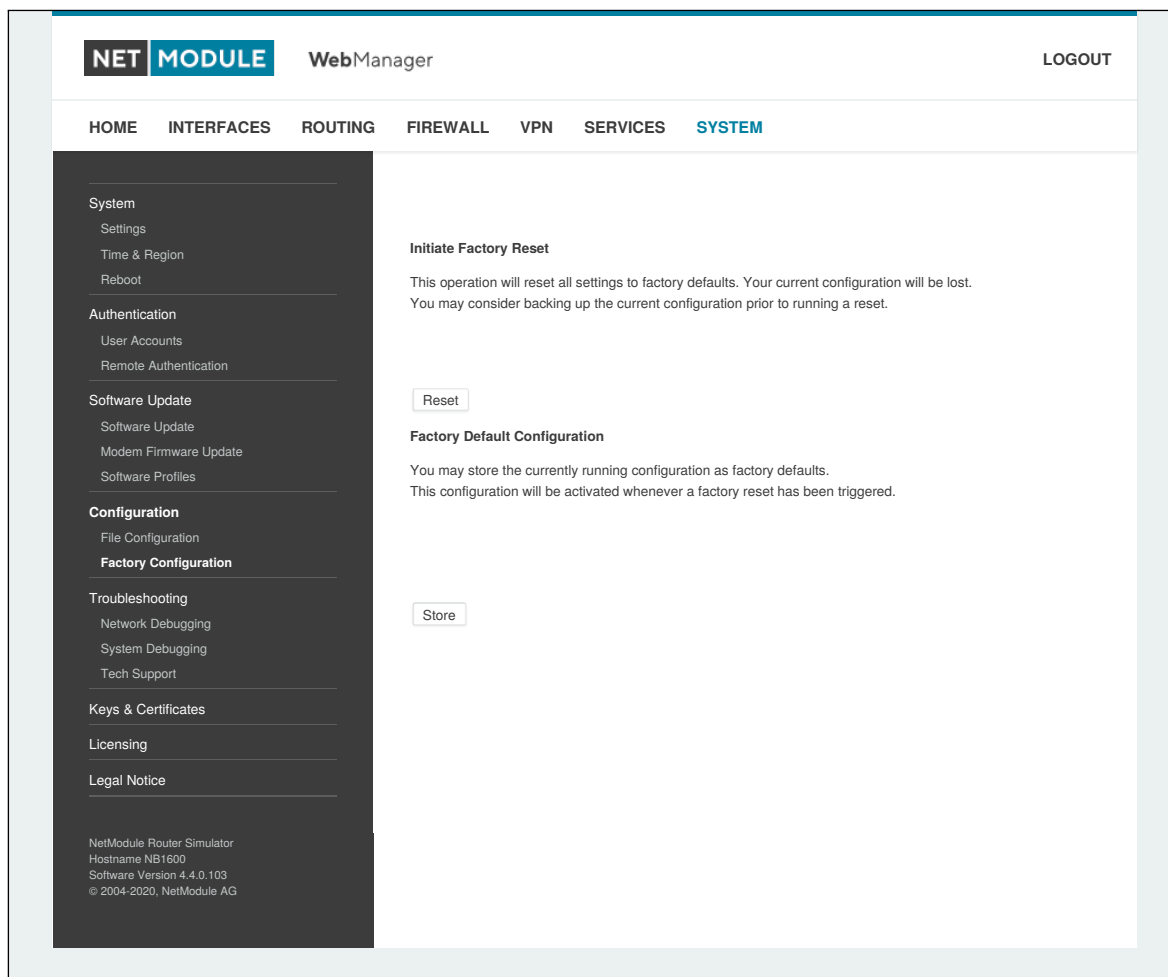 NET MODULE WebManager LOGOUT
HOME INTERFACES ROUTING FIREWALL VPN SERVICES SYSTEM
System
Settings
Time & Region
Reboot
Authentication
User Accounts
Remote Authentication
Software Update
Software Update
Modem Firmware Update
Software Profiles
Configuration
File Configuration
Factory Configuration
Troubleshooting
Network Debugging
System Debugging
Tech Support
Keys & Certificates
Licensing
Legal Notice
NetModule Router Simulator
Hostname NB1600
Software Version 4.4.0.103
© 2004-2020, NetModule AG
Initiate Factory Reset
This operation will reset all settings to factory defaults. Your current configuration will be lost.
You may consider backing up the current configuration prior to running a reset.
Reset
Factory Default Configuration
You may store the currently running configuration as factory defaults.
This configuration will be activated whenever a factory reset has been triggered.
Store